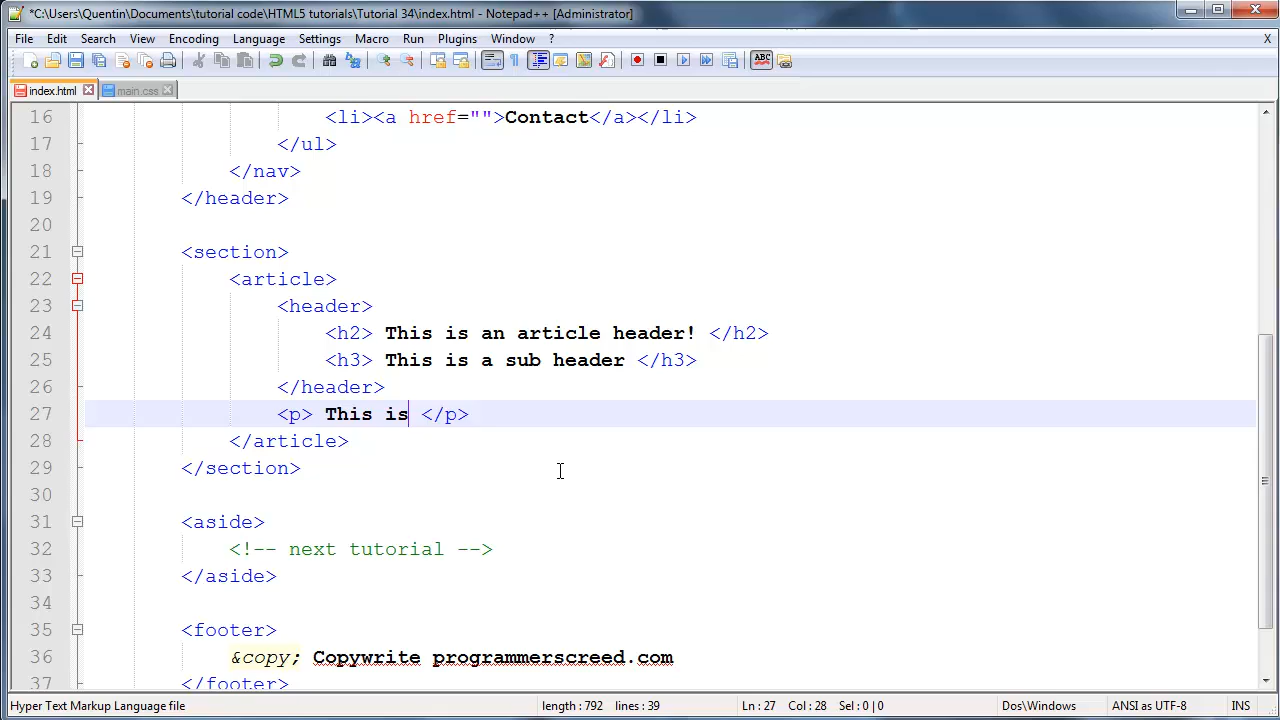 *C:\Users\Quentin\Documents\tutorial code\HTML5 tutorials\Tutorial 34\index.html - Notepad++ [Administrator]
File Edit Search View Encoding Language Settings Macro Run Plugins Window ? X
index.html main.css
16 <li><a href="">Contact</a></li>
17 </ul>
18 </nav>
19 </header>
20
21 <section>
22 <article>
23 <header>
24 <h2> This is an article header! </h2>
25 <h3> This is a sub header </h3>
26 </header>
27 <p> This is </p>
28 </article>
29 </section>
30
31 <aside>
32 <!-- next tutorial -->
33 </aside>
34
35 <footer>
36 &copy; Copywrite programmerscreed.com
37 </footer>
Hyper Text Markup Language file length : 792 lines : 39 Ln : 27 Col : 28 Sel : 0 | 0 Dos\Windows ANSI as UTF-8 INS